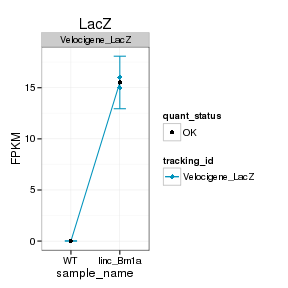 LacZ
Velocigene_LacZ
FPKM
15
10
5
0
WT linc_Brn1a
sample_name
quant_status
OK
tracking_id
Velocigene_LacZ